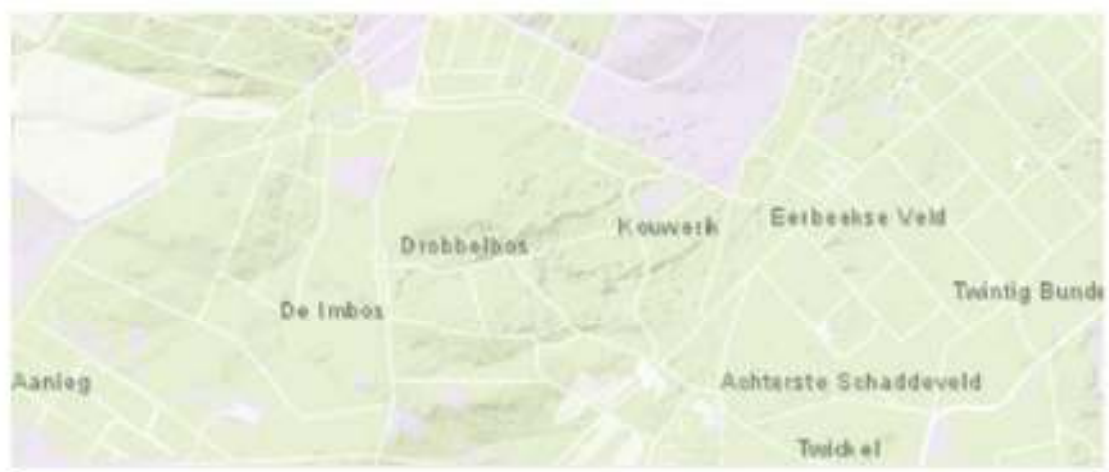 Kouwerk
Eerbeekse Veld
Drobbelbos
Twintig Bunde
De Imbos
Aanleg
Achterste Schaddeveld
Twickel